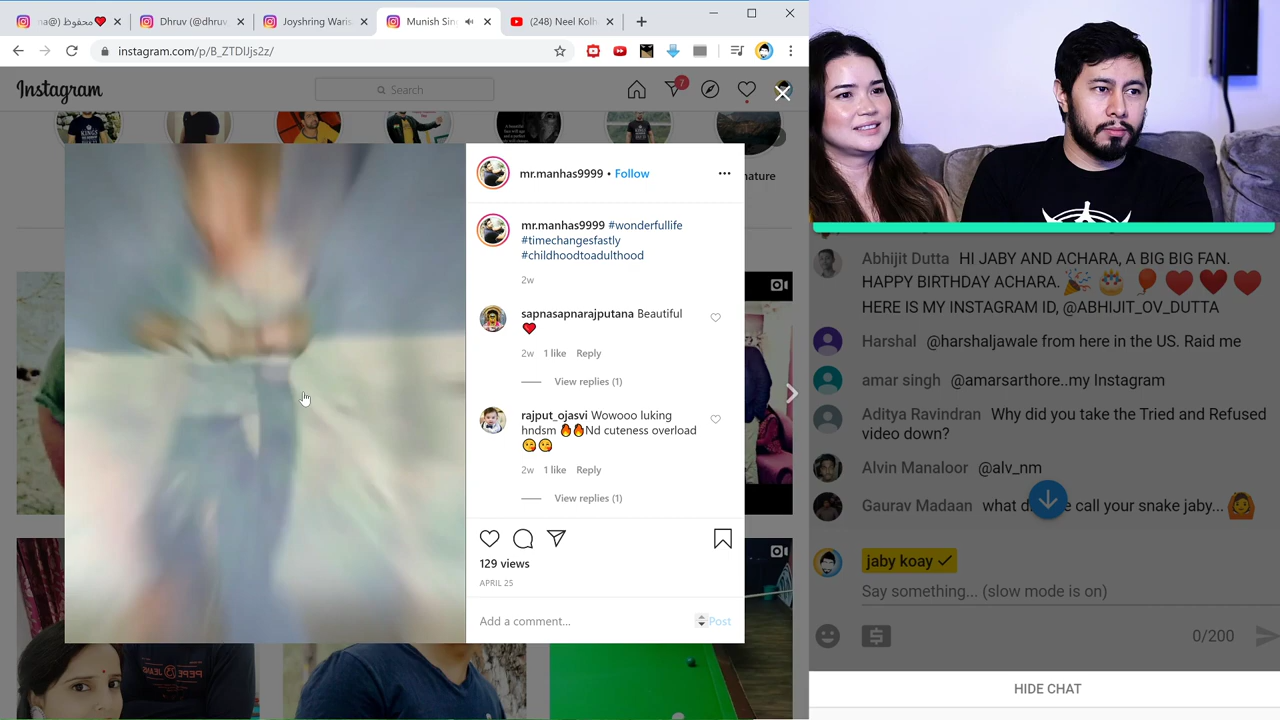 محفوظ (@na
Dhruv (@dhruv
Joyshring Waris
Munish Sin
(248) Neel Kolh
instagram.com/p/B_ZTDIJjs2z/
Instagram
Search
7
KINGS
nature
mr.manhas9999 • Follow
mr.manhas9999 #wonderfullife
#timechangesfastly
#childhoodtoadulthood
2w
sapnasapnarajputana Beautiful
❤️
2w 1 like Reply
View replies (1)
rajput_ojasvi Wowooo luking
hndsm 🔥🔥Nd cuteness overload
😘😘
2w 1 like Reply
View replies (1)
129 views
APRIL 25
Add a comment...
Post
PEPE JEANS
Abhijit Dutta HI JABY AND ACHARA, A BIG BIG FAN.
HAPPY BIRTHDAY ACHARA. 🎉 🎂 🎈 ❤️ ❤️ ❤️
HERE IS MY INSTAGRAM ID, @ABHIJIT_OV_DUTTA
Harshal @harshaljawale from here in the US. Raid me
amar singh @amarsarthore..my Instagram
Aditya Ravindran Why did you take the Tried and Refused
video down?
Alvin Manaloor @alv_nm
Gaurav Madaan what d e call your snake jaby... 🙆
jaby koay ✓
Say something... (slow mode is on)
0/200
HIDE CHAT